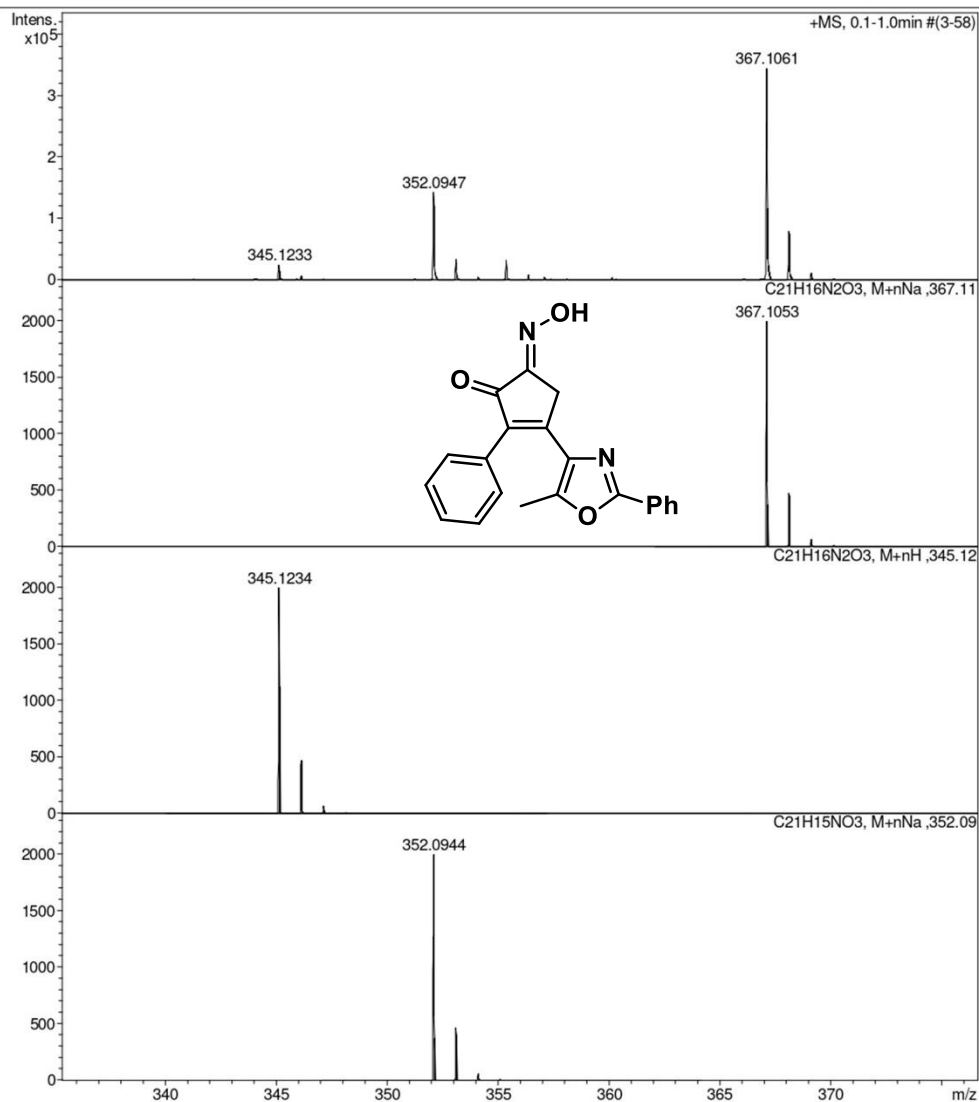 Intens.
x10^5
+MS, 0.1-1.0min #(3-58)
367.1061
3
2
352.0947
1
345.1233
0
C21H16N2O3, M+nNa ,367.11
367.1053
2000
1500
1000
500
0
N
OH
O
N
O
Ph
C21H16N2O3, M+nH ,345.12
345.1234
2000
1500
1000
500
0
C21H15NO3, M+nNa ,352.09
352.0944
2000
1500
1000
500
0
340 345 350 355 360 365 370 m/z